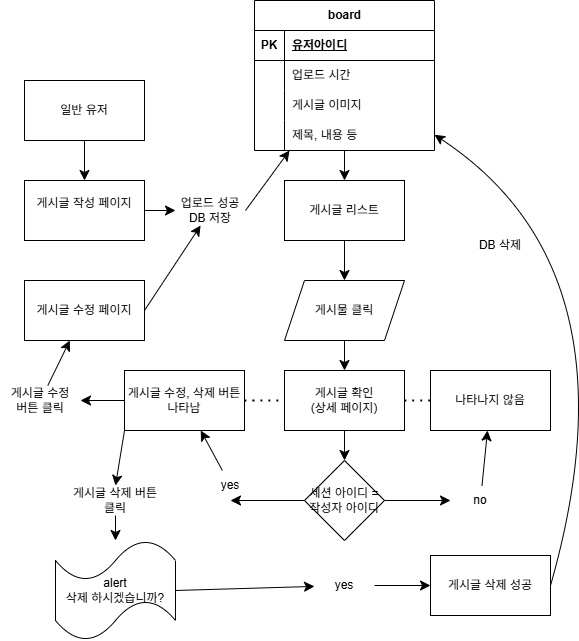 board
PK
유저아이디
업로드 시간
게시글 이미지
제목, 내용 등
일반 유저
게시글 작성 페이지
업로드 성공
DB 저장
게시글 리스트
DB 삭제
게시글 수정 페이지
게시물 클릭
게시글 수정
버튼 클릭
게시글 수정, 삭제 버튼
나타남
게시글 확인
(상세 페이지)
나타나지 않음
게시글 삭제 버튼
클릭
yes
세션 아이디 =
작성자 아이디
no
alert
삭제 하시겠습니까?
yes
게시글 삭제 성공